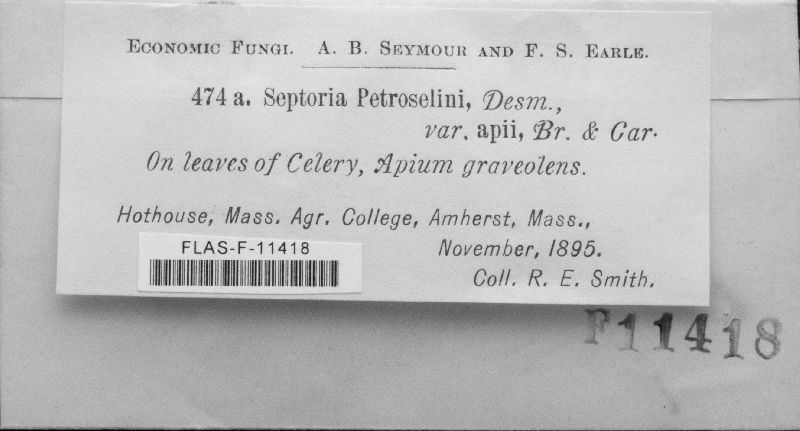 Economic Fungi. A. B. Seymour and F. S. Earle.
474 a. Septoria Petroselini, Desm.,
var. apii, Br. & Car.
On leaves of Celery, Apium graveolens.
Hothouse, Mass. Agr. College, Amherst, Mass.,
November, 1895.
Coll. R. E. Smith.
FLAS-F-11418
F11418